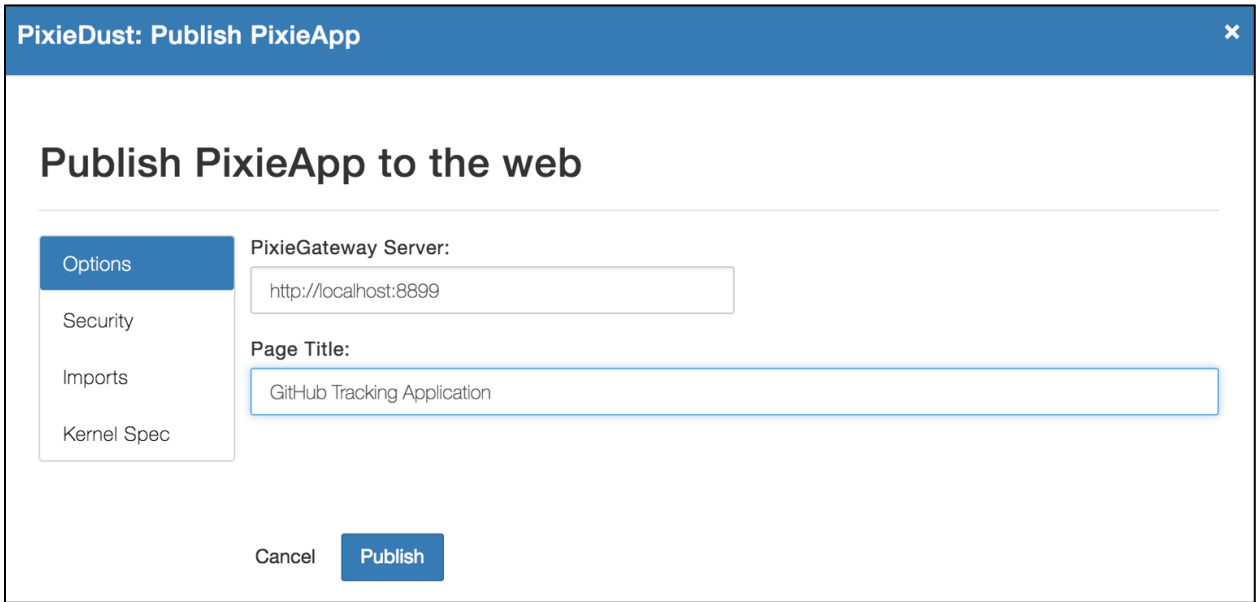 PixieDust: Publish PixieApp ×
Publish PixieApp to the web
Options
Security
Imports
Kernel Spec
PixieGateway Server:
http://localhost:8899
Page Title:
GitHub Tracking Application
Cancel Publish